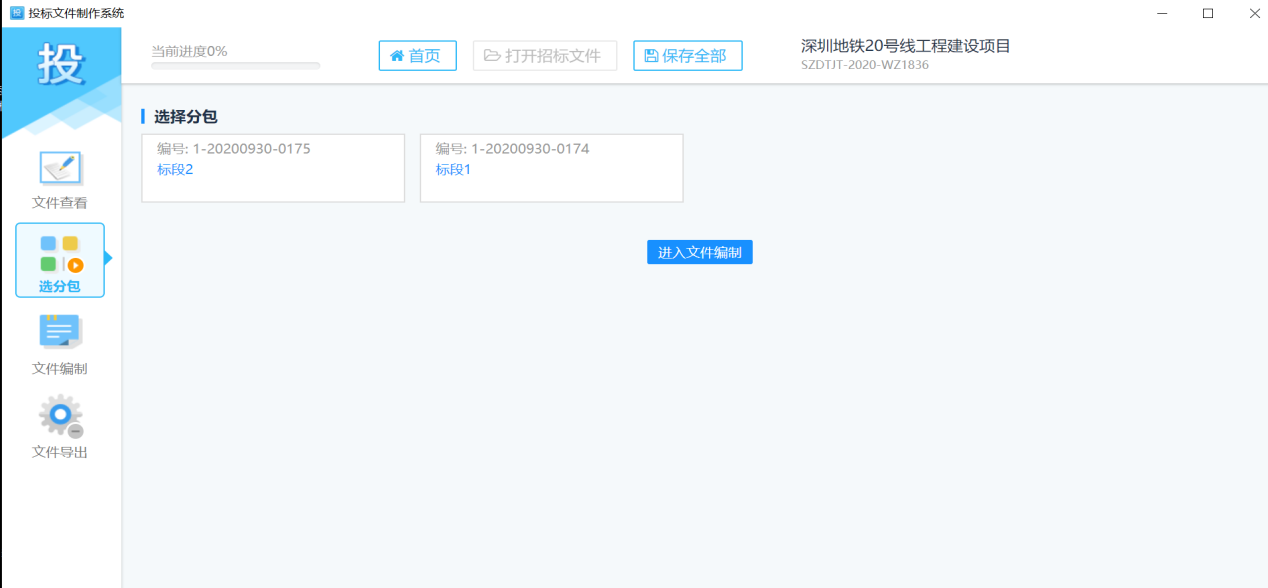 投标文件制作系统
投
当前进度0%
首页
打开招标文件
保存全部
深圳地铁20号线工程建设项目
SZDTJT-2020-WZ1836
文件查看
选分包
文件编制
文件导出
选择分包
编号: 1-20200930-0175
标段2
编号: 1-20200930-0174
标段1
进入文件编制